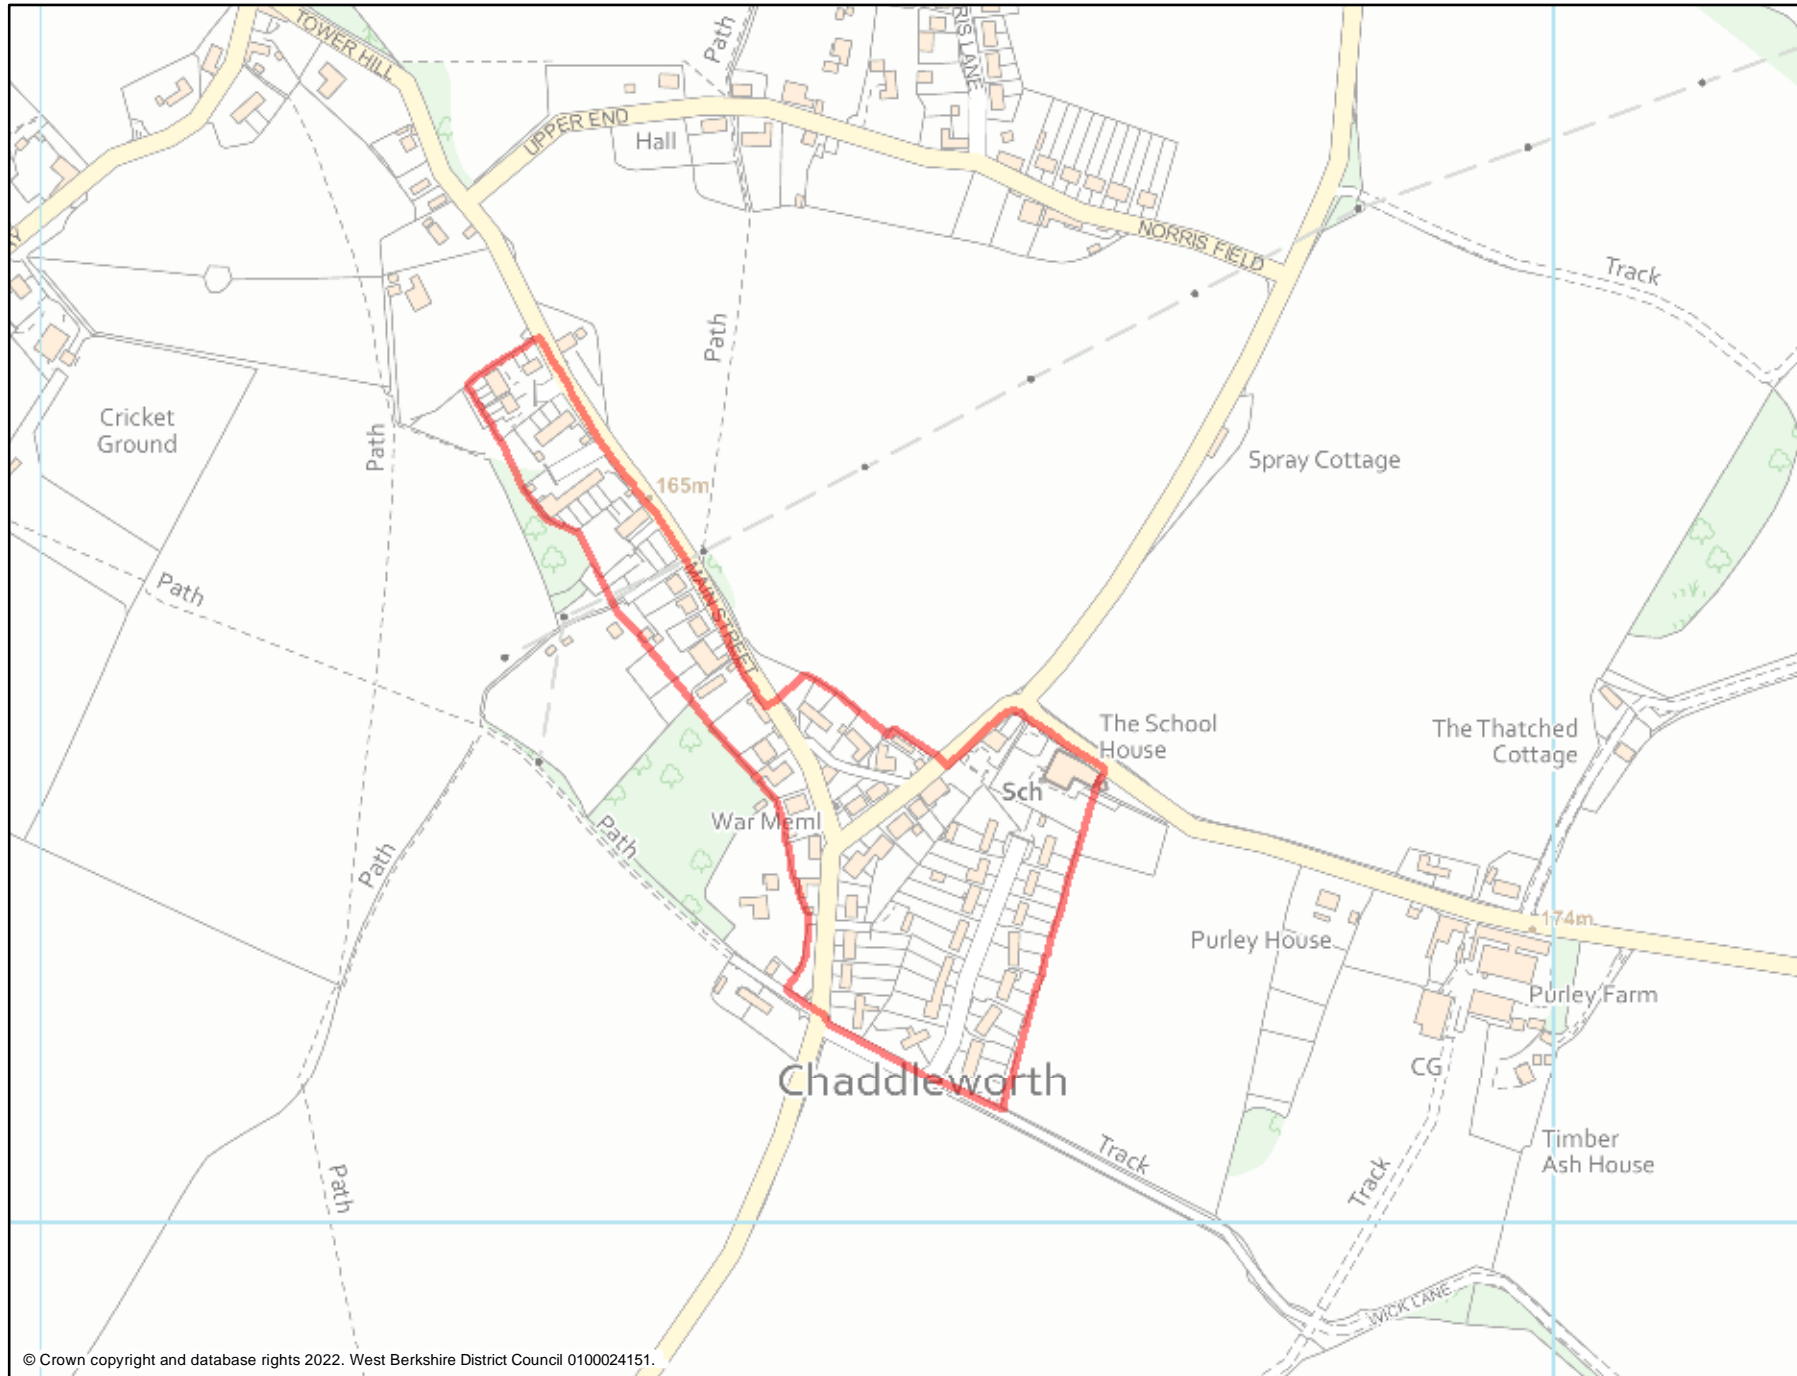 TOWER HILL
Path
RIS LANE
UPPER END
Hall
NORRIS FIELD
Track
Path
Cricket
Ground
Path
Spray Cottage
165m
Path
MAIN STREET
The School
House
The Thatched
Cottage
Sch
War Meml
Path
Path
174m
Purley House
Purley Farm
CG
Chaddleworth
Timber
Ash House
Track
Track
Path
WICK LANE
© Crown copyright and database rights 2022. West Berkshire District Council 0100024151.